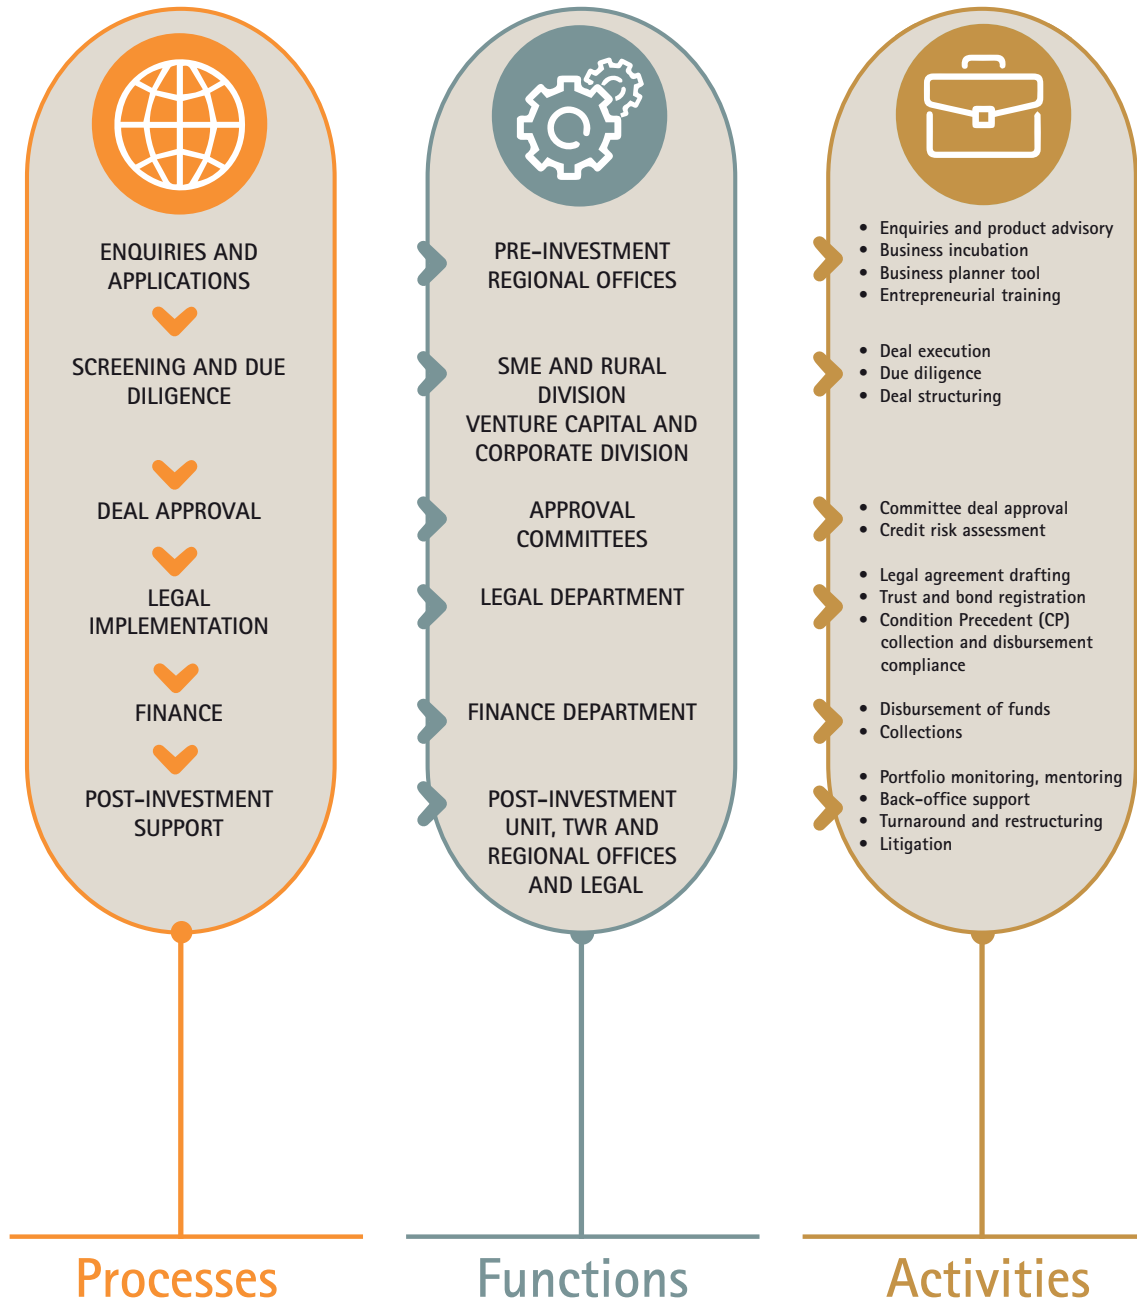 ENQUIRIES AND
APPLICATIONS
SCREENING AND DUE
DILIGENCE
DEAL APPROVAL
LEGAL
IMPLEMENTATION
FINANCE
POST-INVESTMENT
SUPPORT
Processes
PRE-INVESTMENT
REGIONAL OFFICES
SME AND RURAL
DIVISION
VENTURE CAPITAL AND
CORPORATE DIVISION
APPROVAL
COMMITTEES
LEGAL DEPARTMENT
FINANCE DEPARTMENT
POST-INVESTMENT
UNIT, TWR AND
REGIONAL OFFICES
AND LEGAL
Functions
• Enquiries and product advisory
• Business incubation
• Business planner tool
• Entrepreneurial training
• Deal execution
• Due diligence
• Deal structuring
• Committee deal approval
• Credit risk assessment
• Legal agreement drafting
• Trust and bond registration
• Condition Precedent (CP)
collection and disbursement
compliance
• Disbursement of funds
• Collections
• Portfolio monitoring, mentoring
• Back-office support
• Turnaround and restructuring
• Litigation
Activities